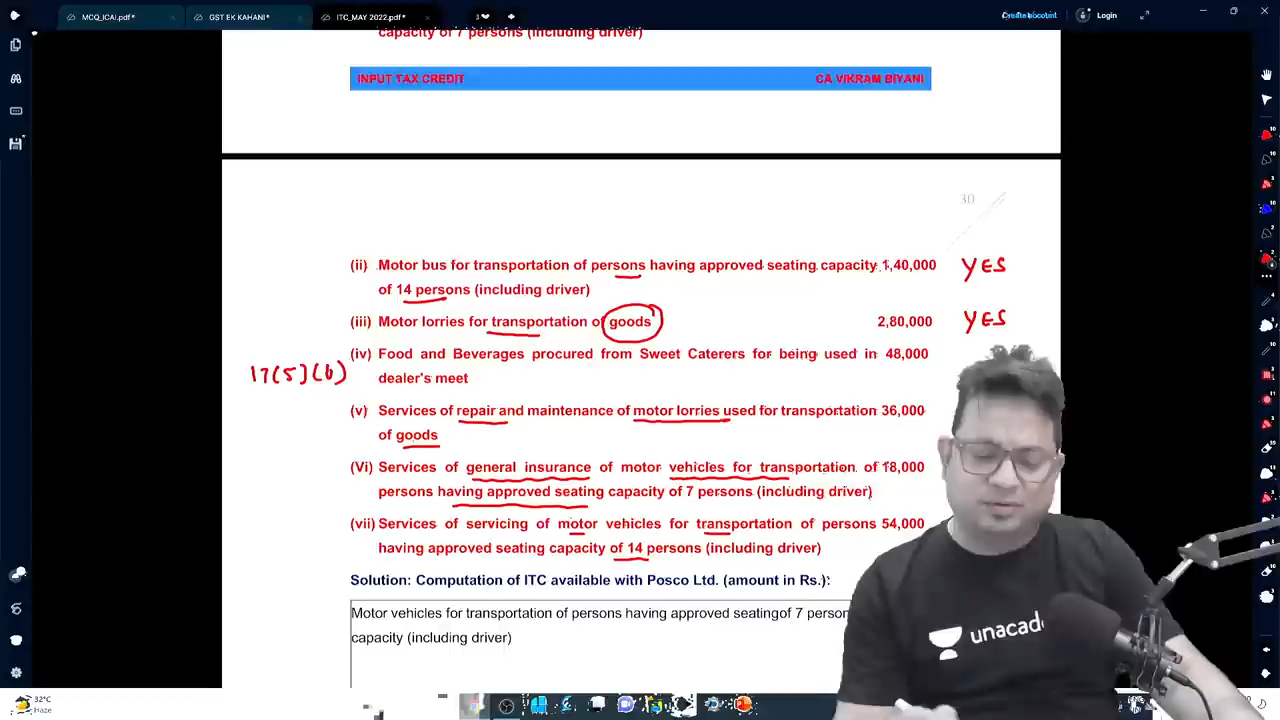 MCQ_ICAI.pdf* GST EK KAHANI* ITC_MAY 2022.pdf* 3 Create account Login
capacity of 7 persons (including driver)
INPUT TAX CREDIT CA VIKRAM BIYANI
30
(ii) Motor bus for transportation of persons having approved seating capacity 1,40,000 YES
of 14 persons (including driver)
(iii) Motor lorries for transportation of goods 2,80,000 YES
(iv) Food and Beverages procured from Sweet Caterers for being used in 48,000
17(5)(b)
dealer's meet
(v) Services of repair and maintenance of motor lorries used for transportation 36,000
of goods
(Vi) Services of general insurance of motor vehicles for transportation of 18,000
persons having approved seating capacity of 7 persons (including driver)
(vii) Services of servicing of motor vehicles for transportation of persons 54,000
having approved seating capacity of 14 persons (including driver)
Solution: Computation of ITC available with Posco Ltd. (amount in Rs.):
Motor vehicles for transportation of persons having approved seatingof 7 person
capacity (including driver)
unacade
32°C
Haze